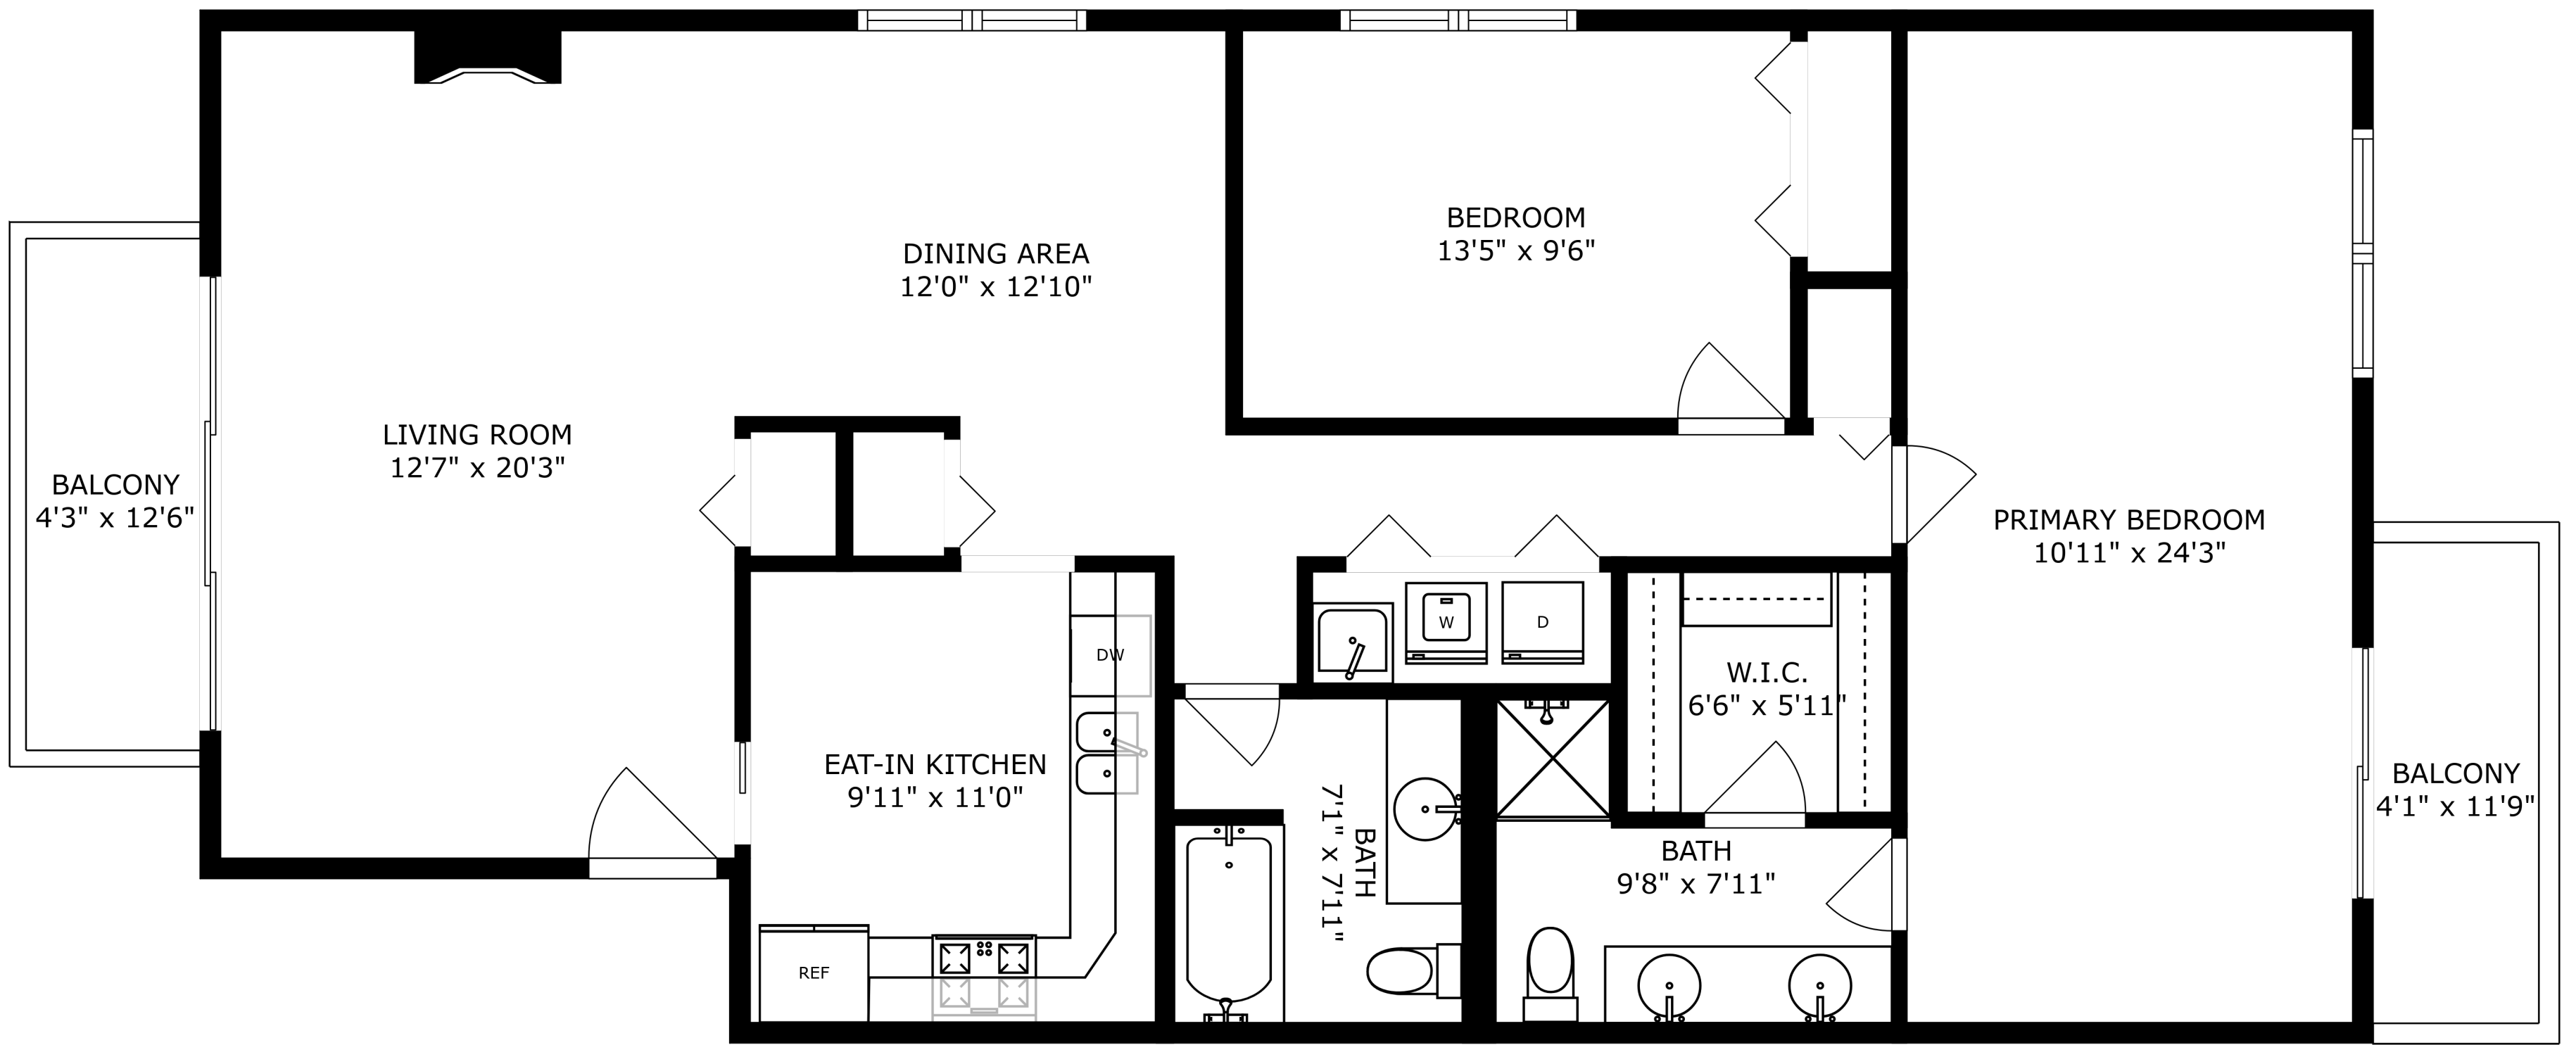 BEDROOM
13'5" x 9'6"
DINING AREA
12'0" x 12'10"
LIVING ROOM
12'7" x 20'3"
BALCONY
4'3" x 12'6"
PRIMARY BEDROOM
10'11" x 24'3"
W
D
DW
W.I.C.
6'6" x 5'11"
EAT-IN KITCHEN
9'11" x 11'0"
BALCONY
4'1" x 11'9"
BATH
7'1" x 7'11"
BATH
9'8" x 7'11"
REF